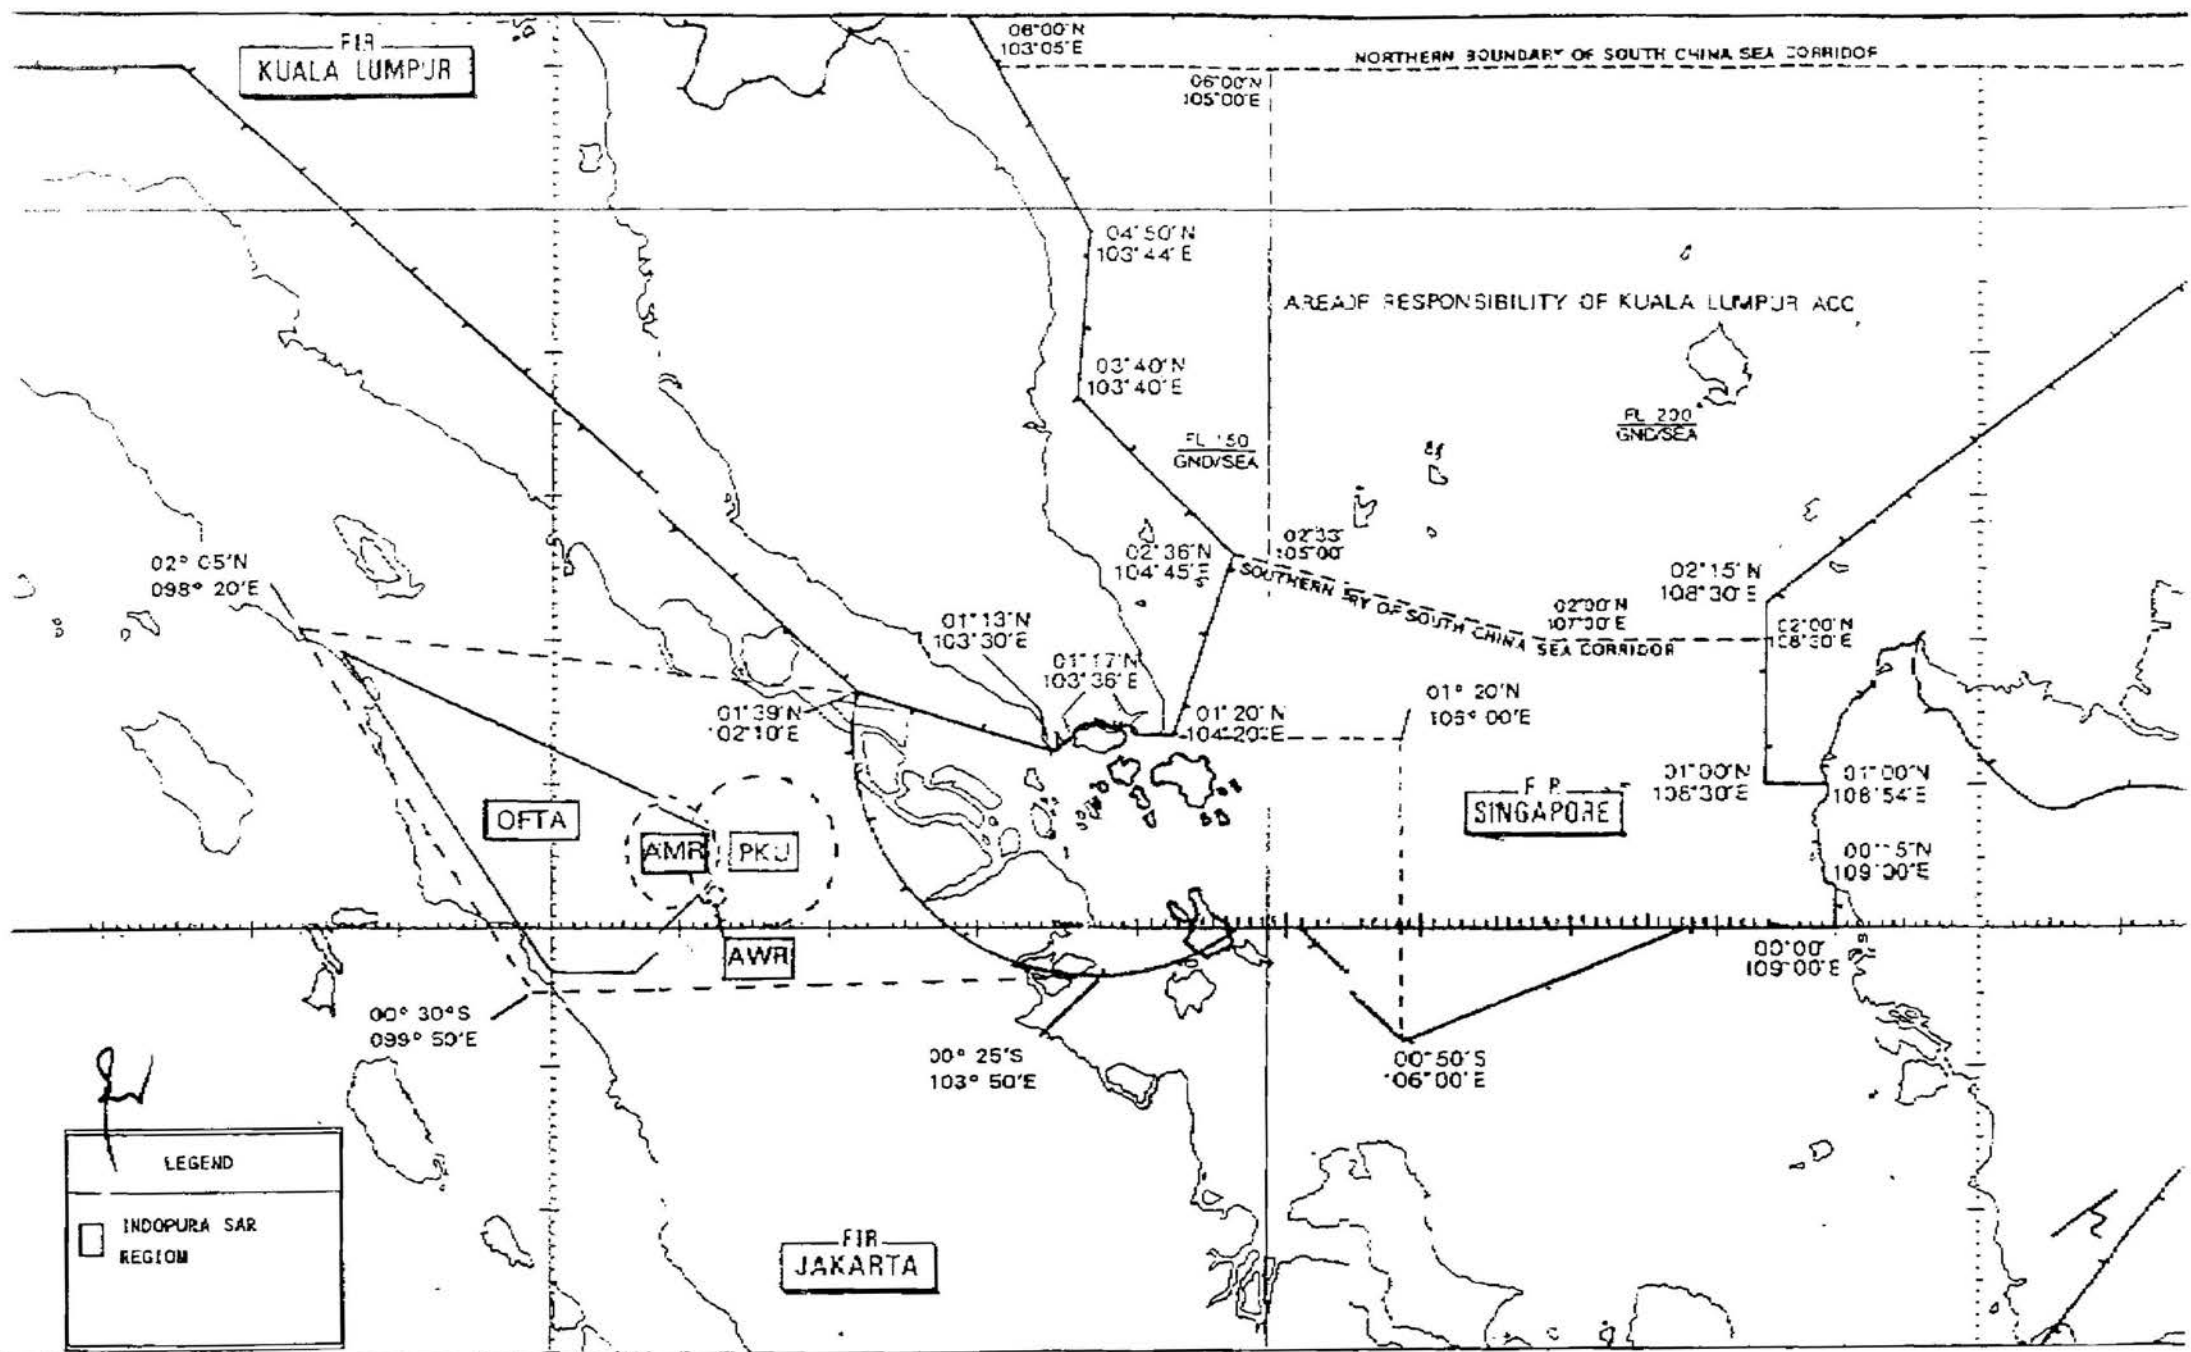 FIR
KUALA LUMPUR
06°00'N
103°05'E
NORTHERN BOUNDARY OF SOUTH CHINA SEA CORRIDOR
06°00'N
105°00'E
04°50'N
103°44'E
AREA OF RESPONSIBILITY OF KUALA LUMPUR ACC
03°40'N
103°40'E
FL 150
GND/SEA
FL 200
GND/SEA
02° 05'N
098° 20'E
02°36'N
104°45'E
02°33'
105°00'
SOUTHERN BRY OF SOUTH CHINA SEA CORRIDOR
02°00'N
107°00'E
02°15'N
108°30'E
02°00'N
108°30'E
01°13'N
103°30'E
01°17'N
103°36'E
01°39'N
102°10'E
01°20'N
104°20'E
01° 20'N
106° 00'E
01°00'N
108°30'E
01°00'N
108°54'E
FIR
SINGAPORE
00°15'N
109°00'E
OFTA
AMR
PKU
AWR
00°00'
109°00'E
00° 30°S
099° 50'E
00° 25'S
103° 50'E
00°50'S
106°00'E
LEGEND
INDOPURA SAR
REGION
FIR
JAKARTA